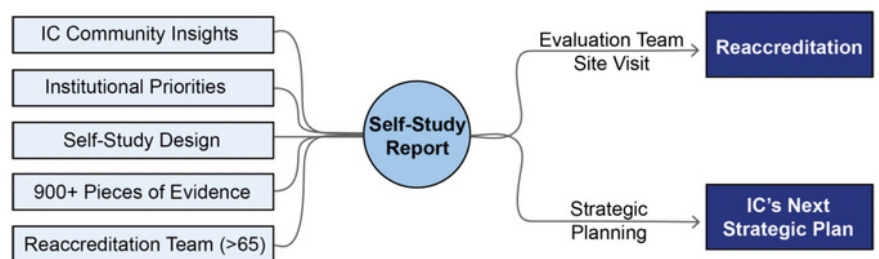 IC Community Insights
Institutional Priorities
Self-Study Design
900+ Pieces of Evidence
Reaccreditation Team (>65)
Self-Study
Report
Evaluation Team
Site Visit
Reaccreditation
Strategic
Planning
IC’s Next
Strategic Plan